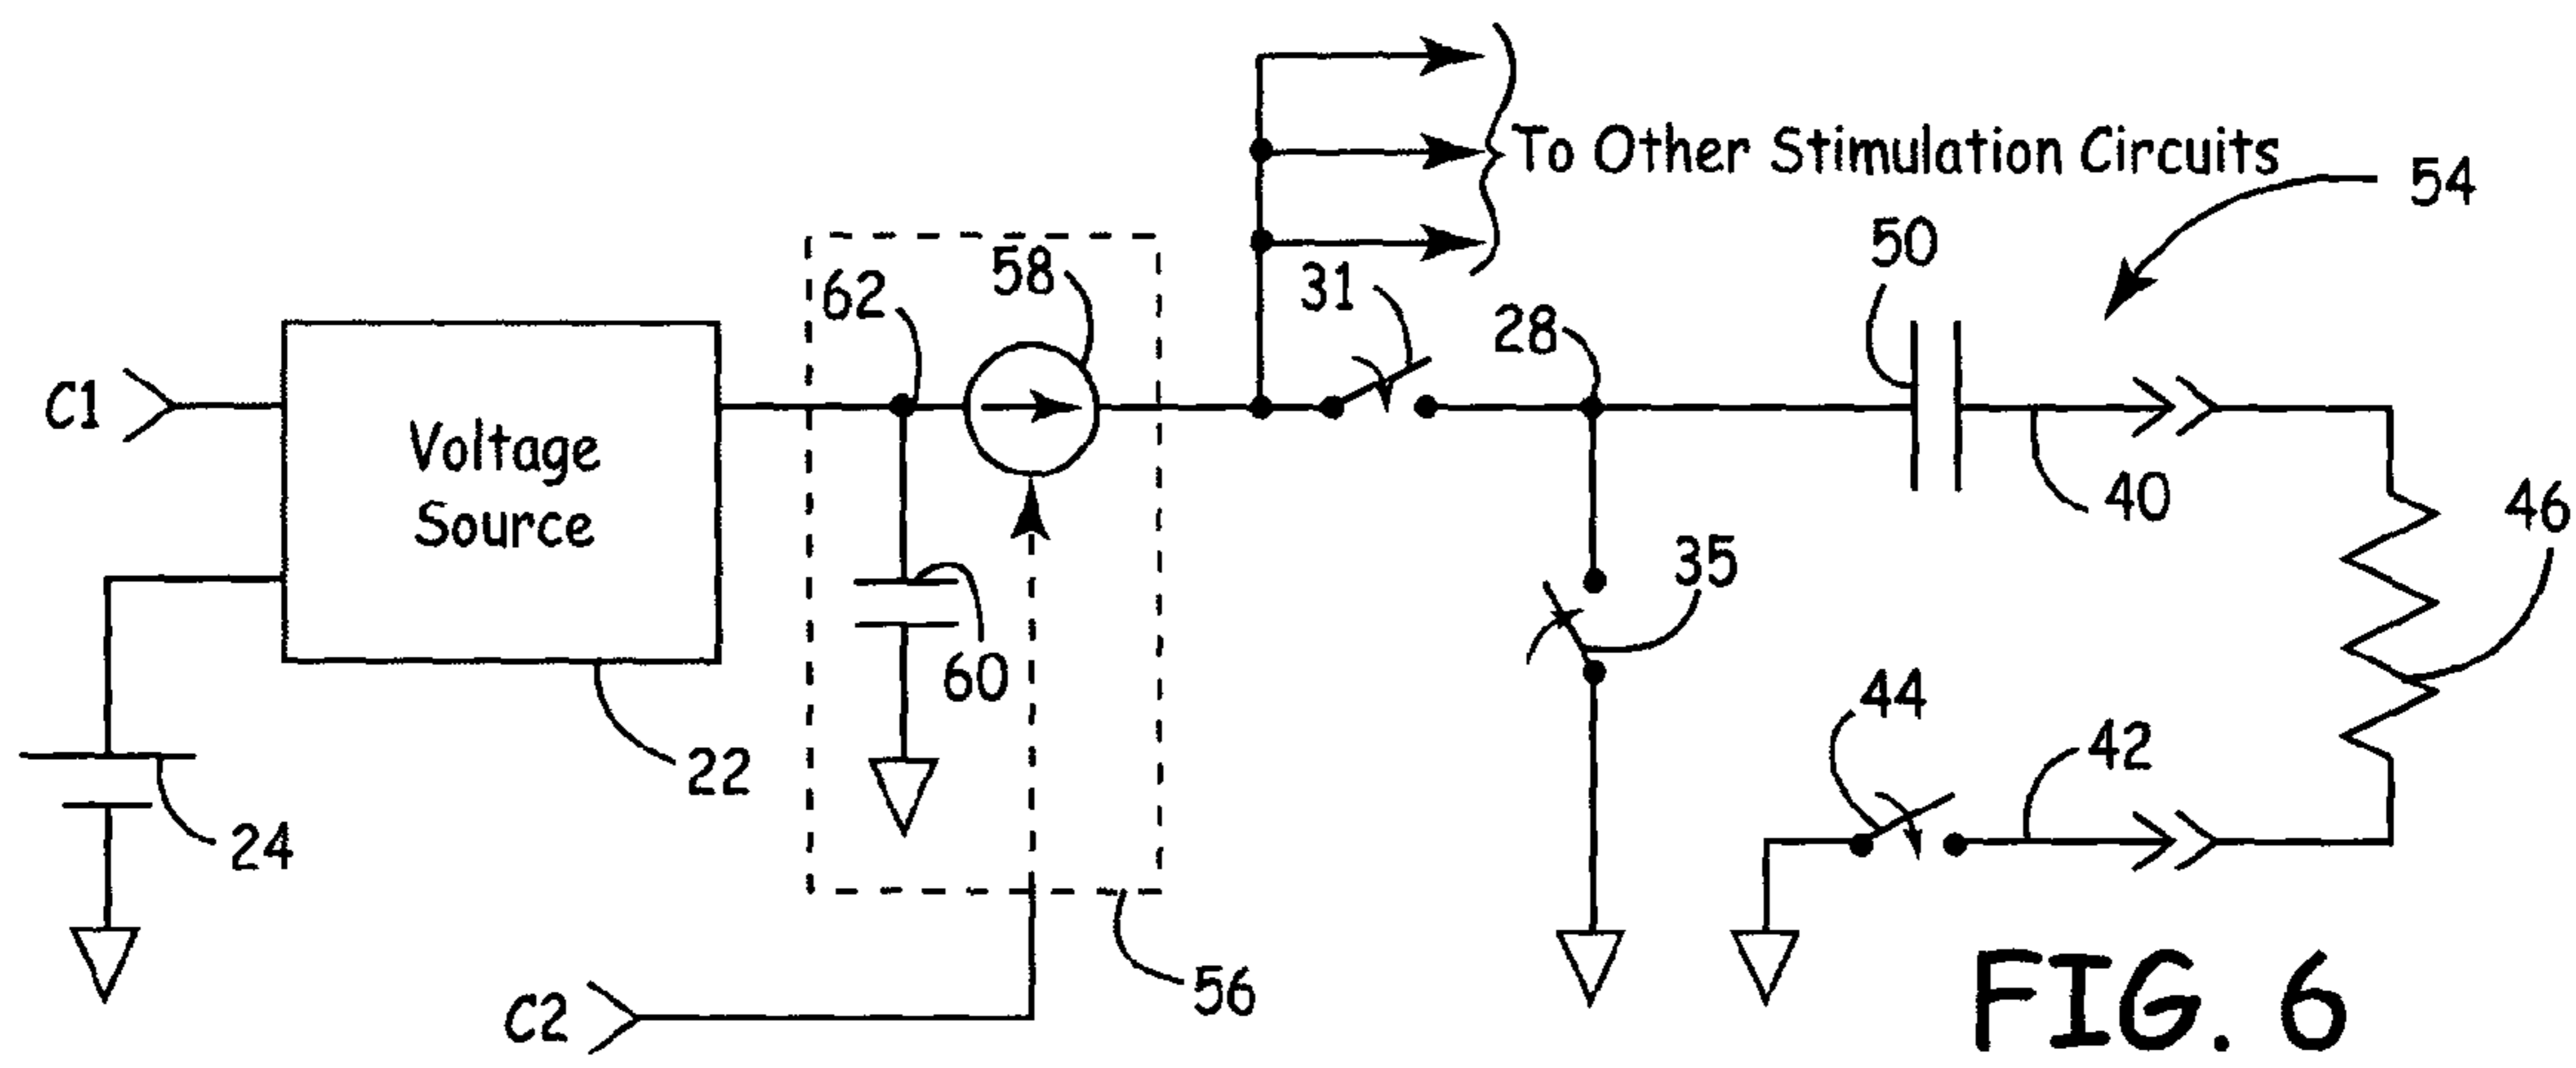 To Other Stimulation Circuits
54
50
58
62
31
28
C1
Voltage
Source
40
46
35
60
44
42
22
24
56
C2
FIG. 6